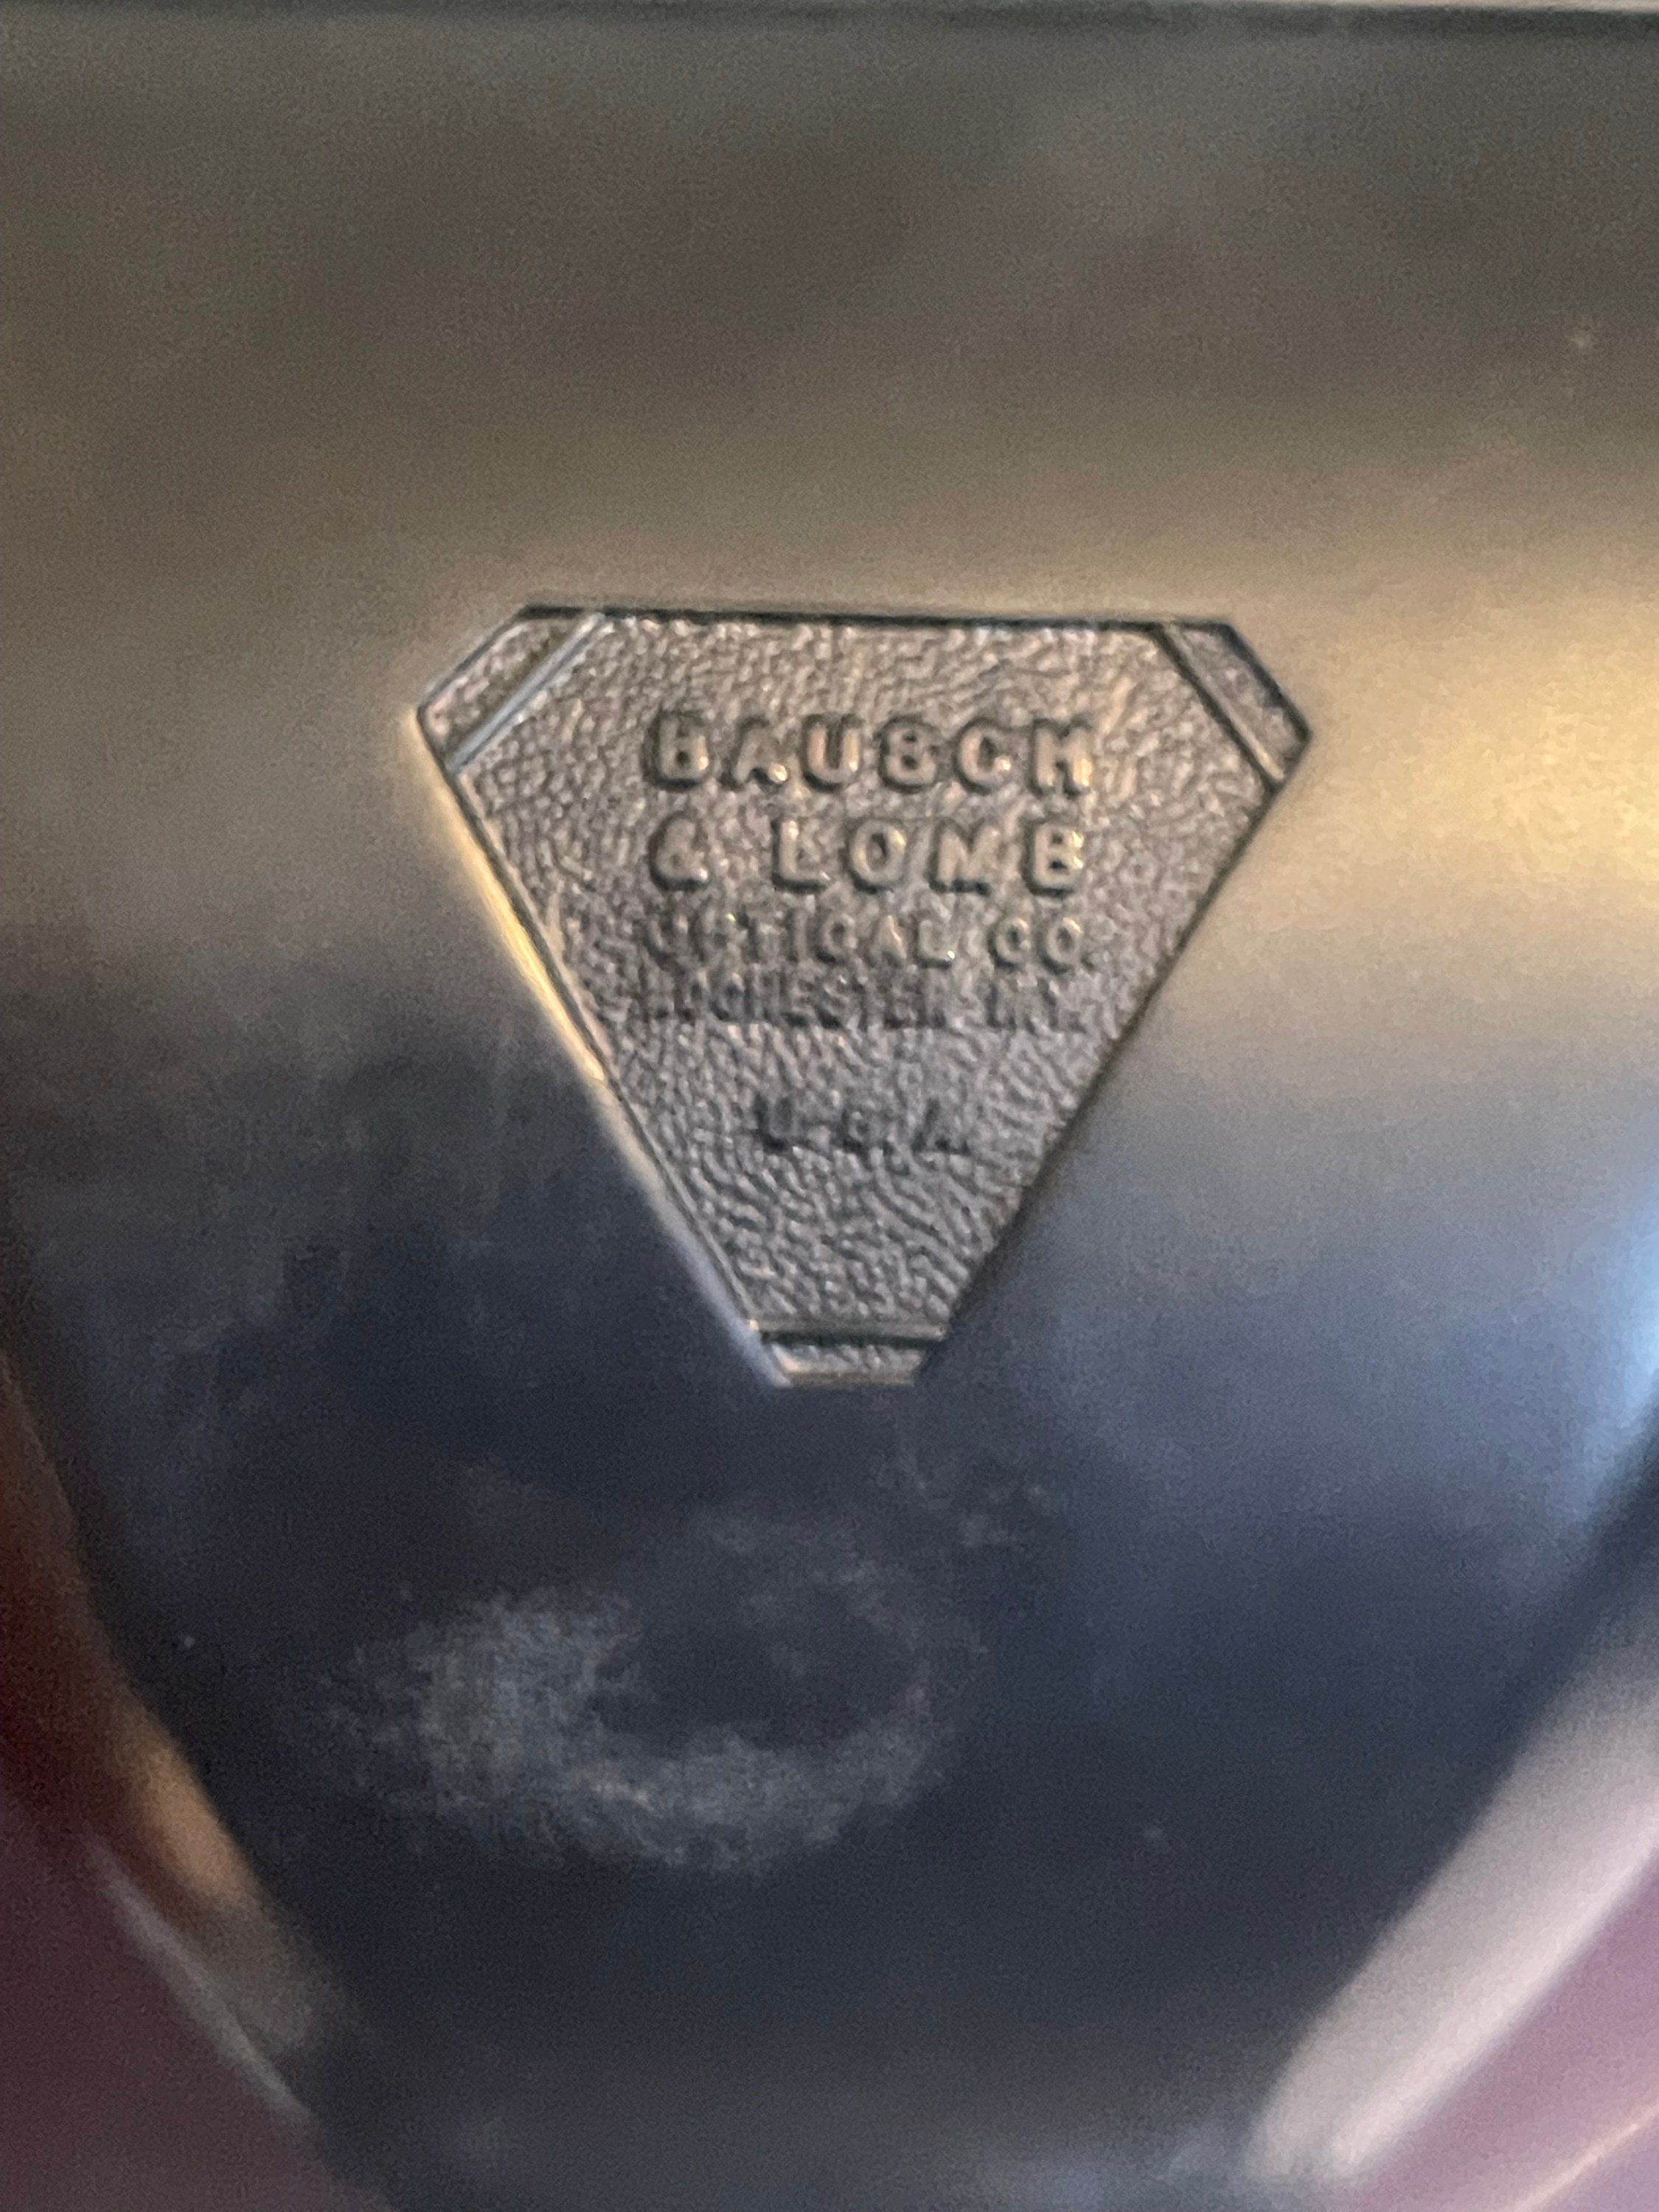 BAUSCH
& LOMB
OPTICAL CO.
ROCHESTER N.Y.
U.S.A.